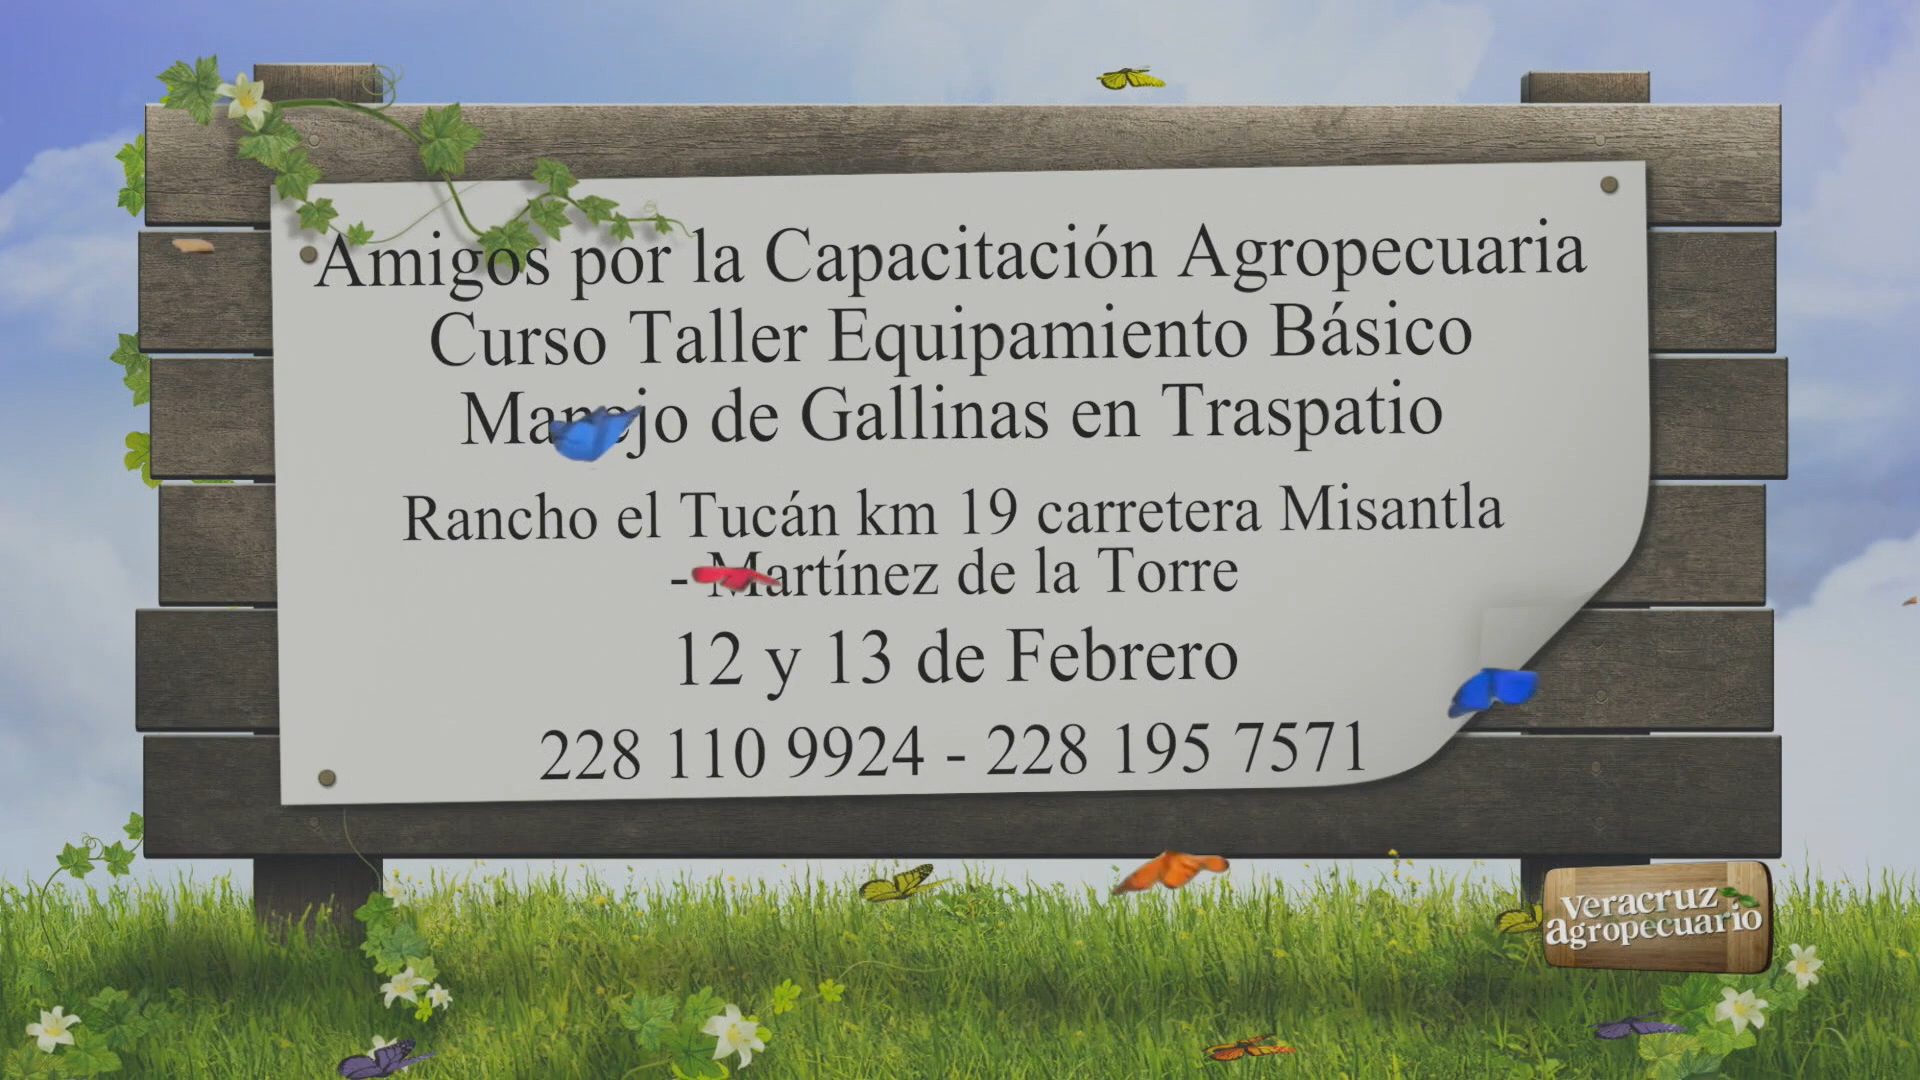 Amigos por la Capacitación Agropecuaria
Curso Taller Equipamiento Básico
Manejo de Gallinas en Traspatio
Rancho el Tucán km 19 carretera Misantla
- Martínez de la Torre
12 y 13 de Febrero
228 110 9924 - 228 195 7571
veracruz
agropecuario